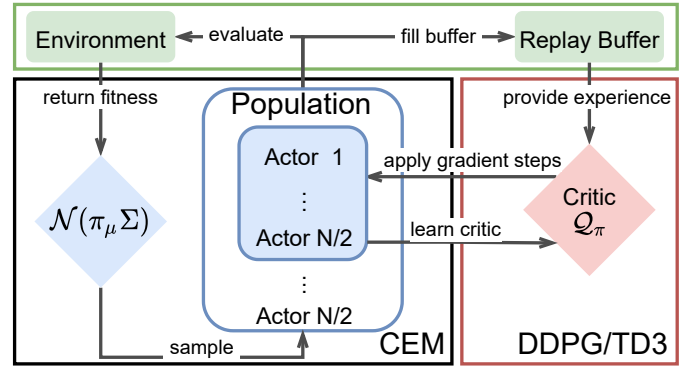 Environment
evaluate
fill buffer
Replay Buffer
return fitness
Population
provide experience
Actor 1
⋮
Actor N/2
apply gradient steps
learn critic
𝒩(π_μ Σ)
Critic
𝒬_π
⋮
Actor N/2
sample
CEM
DDPG/TD3